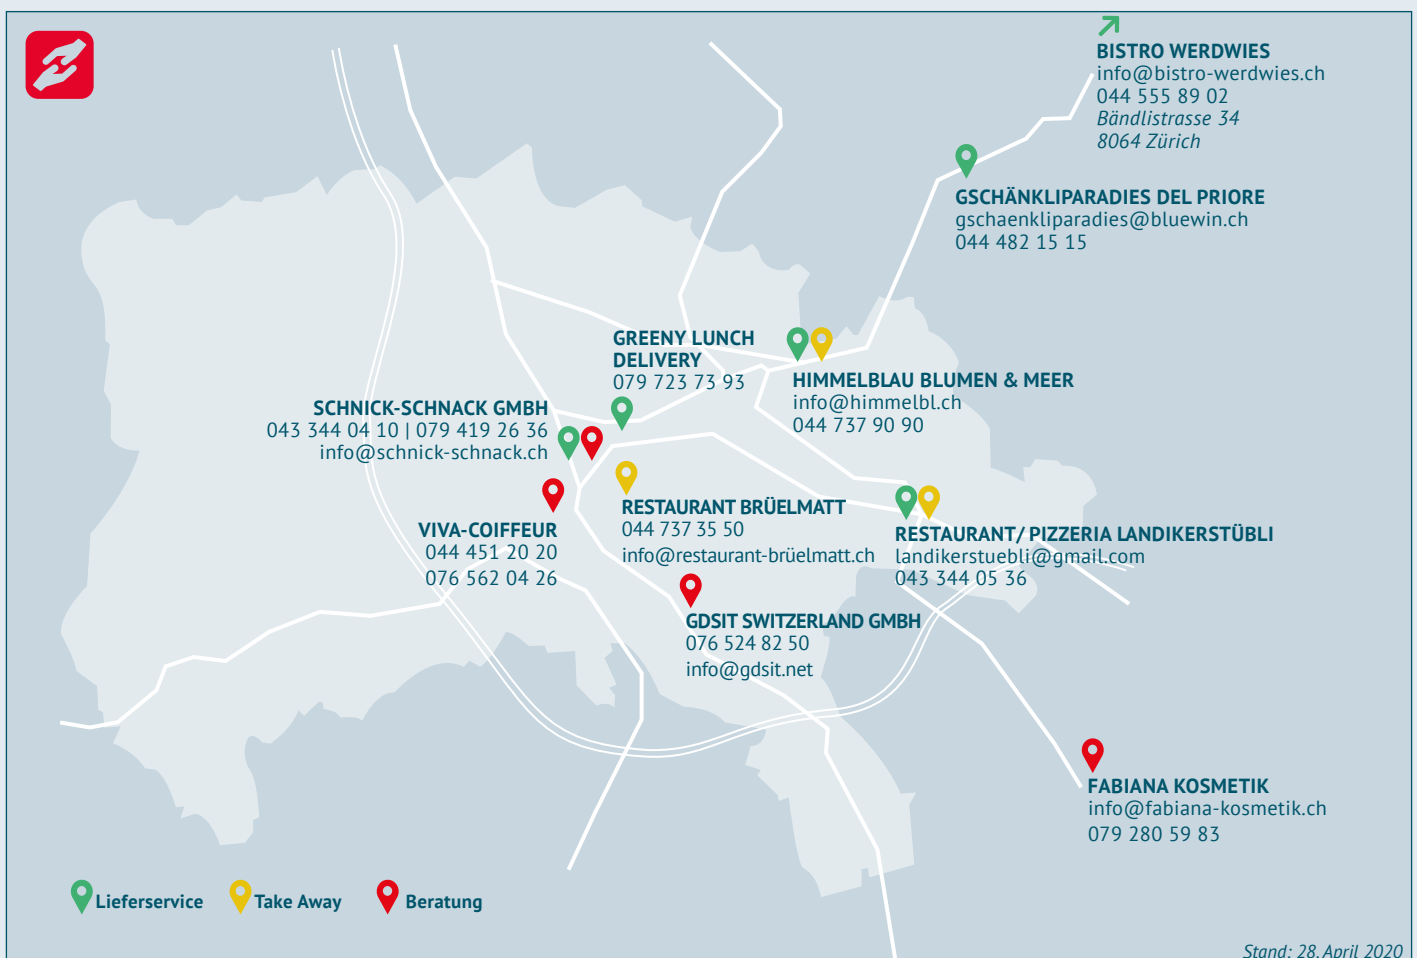 BISTRO WERDWIES
info@bistro-werdwies.ch
044 555 89 02
Bändlistrasse 34
8064 Zürich
GSCHÄNKLIPARADIES DEL PRIORE
gschaenkliparadies@bluewin.ch
044 482 15 15
GREENY LUNCH
DELIVERY
079 723 73 93
HIMMELBLAU BLUMEN & MEER
info@himmelbl.ch
044 737 90 90
SCHNICK-SCHNACK GMBH
043 344 04 10 | 079 419 26 36
info@schnick-schnack.ch
RESTAURANT BRÜELMATT
044 737 35 50
info@restaurant-brüelmatt.ch
VIVA-COIFFEUR
044 451 20 20
076 562 04 26
RESTAURANT/ PIZZERIA LANDIKERSTÜBLI
landikerstuebli@gmail.com
043 344 05 36
GDSIT SWITZERLAND GMBH
076 524 82 50
info@gdsit.net
FABIANA KOSMETIK
info@fabiana-kosmetik.ch
079 280 59 83
Lieferservice Take Away Beratung
Stand: 28. April 2020